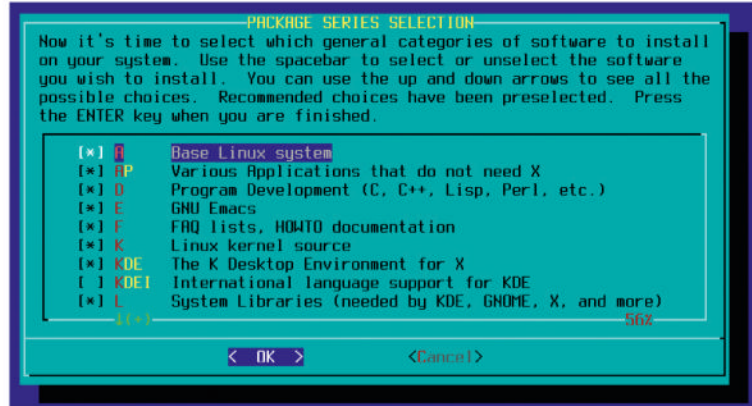 PACKAGE SERIES SELECTION
Now it's time to select which general categories of software to install
on your system.  Use the spacebar to select or unselect the software
you wish to install.  You can use the up and down arrows to see all the
possible choices.  Recommended choices have been preselected.  Press
the ENTER key when you are finished.
[*] A Base Linux system
[*] AP Various Applications that do not need X
[*] D Program Development (C, C++, Lisp, Perl, etc.)
[*] E GNU Emacs
[*] F FAQ lists, HOWTO documentation
[*] K Linux kernel source
[*] KDE The K Desktop Environment for X
[ ] KDEI International language support for KDE
[*] L System Libraries (needed by KDE, GNOME, X, and more)
↓(+) 56%
< OK > <Cancel>